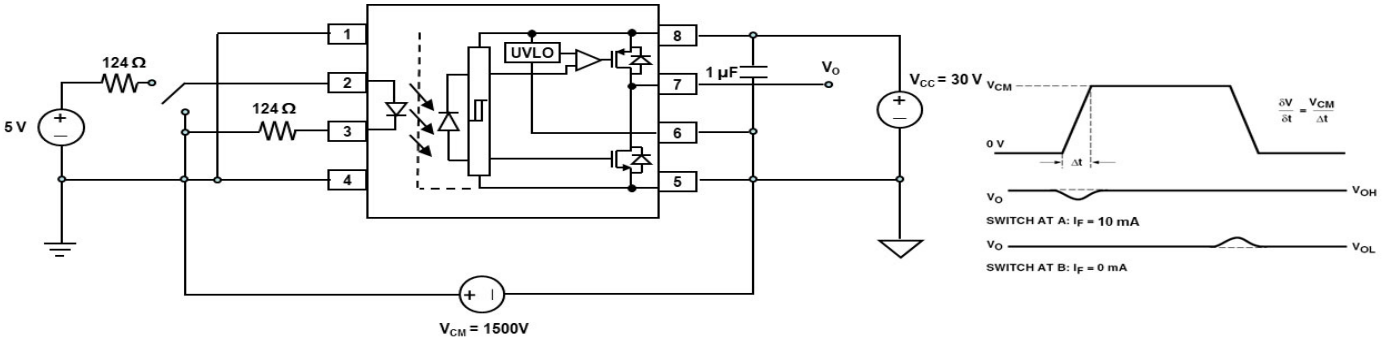 124 Ω
5 V
+
–
124 Ω
1
2
3
4
UVLO
8
7
6
5
1 µF
VO
VCC = 30 V
+
–
+ –
VCM = 1500V
VCM
0 V
Δt
δV/δt = VCM/Δt
VO
VOH
SWITCH AT A: IF = 10 mA
VO
VOL
SWITCH AT B: IF = 0 mA